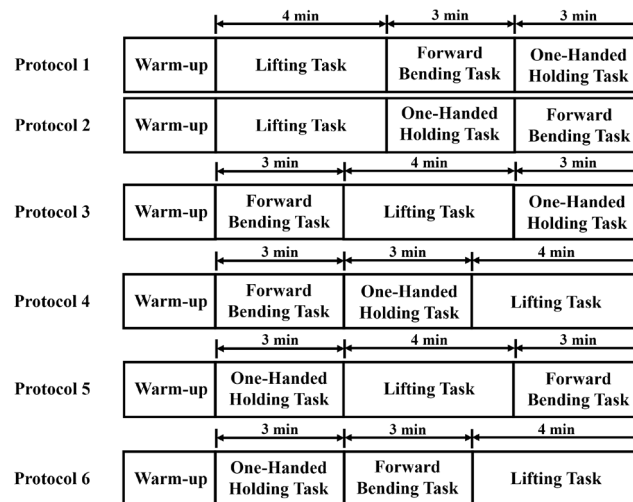 4 min 3 min 3 min
Protocol 1 Warm-up Lifting Task Forward Bending Task One-Handed Holding Task
Protocol 2 Warm-up Lifting Task One-Handed Holding Task Forward Bending Task
3 min 4 min 3 min
Protocol 3 Warm-up Forward Bending Task Lifting Task One-Handed Holding Task
3 min 3 min 4 min
Protocol 4 Warm-up Forward Bending Task One-Handed Holding Task Lifting Task
3 min 4 min 3 min
Protocol 5 Warm-up One-Handed Holding Task Lifting Task Forward Bending Task
3 min 3 min 4 min
Protocol 6 Warm-up One-Handed Holding Task Forward Bending Task Lifting Task